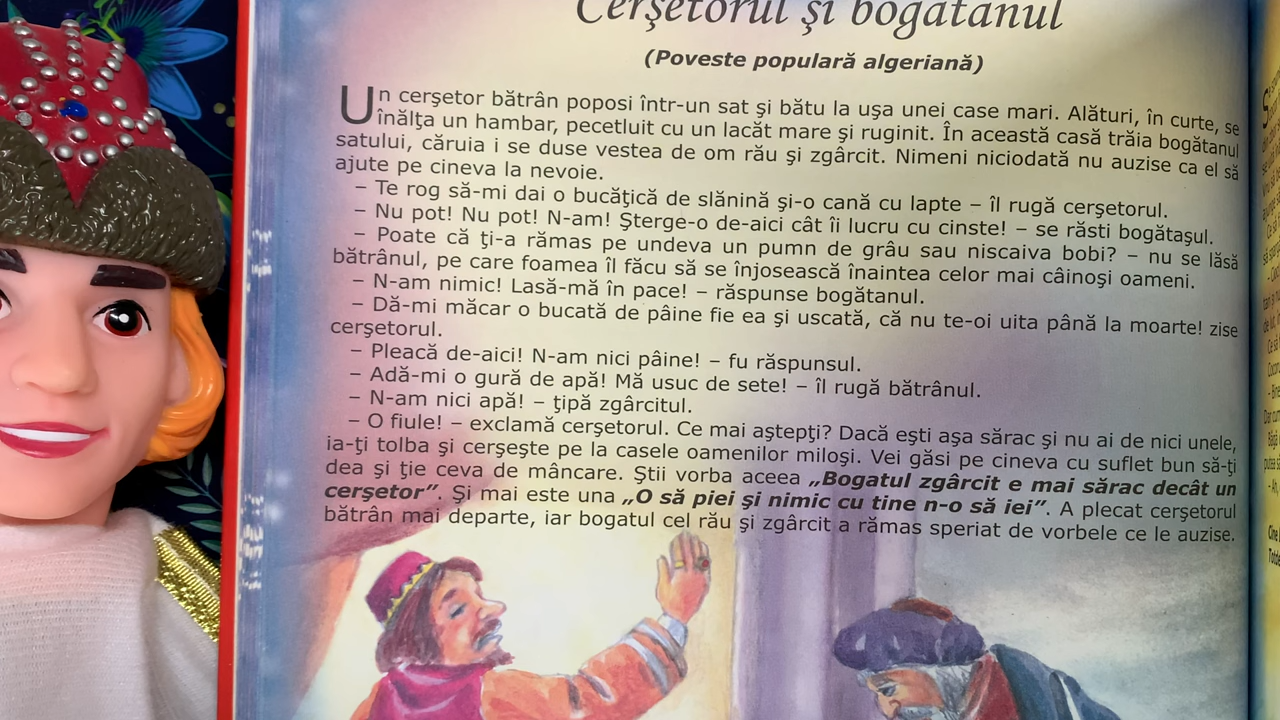 Cerşetorul şi bogătanul
(Poveste populară algeriană)
Un cerşetor bătrân poposi într-un sat şi bătu la uşa unei case mari. Alături, în curte, se
înălţa un hambar, pecetluit cu un lacăt mare şi ruginit. În această casă trăia bogătanul
satului, căruia i se duse vestea de om rău şi zgârcit. Nimeni niciodată nu auzise ca el să
ajute pe cineva la nevoie.
– Te rog să-mi dai o bucăţică de slănină şi-o cană cu lapte – îl rugă cerşetorul.
– Nu pot! Nu pot! N-am! Şterge-o de-aici cât îi lucru cu cinste! – se răsti bogătaşul.
– Poate că ţi-a rămas pe undeva un pumn de grâu sau niscaiva bobi? – nu se lăsă
bătrânul, pe care foamea îl făcu să se înjosească înaintea celor mai câinoşi oameni.
– N-am nimic! Lasă-mă în pace! – răspunse bogătanul.
– Dă-mi măcar o bucată de pâine fie ea şi uscată, că nu te-oi uita până la moarte! zise
cerşetorul.
– Pleacă de-aici! N-am nici pâine! – fu răspunsul.
– Adă-mi o gură de apă! Mă usuc de sete! – îl rugă bătrânul.
– N-am nici apă! – ţipă zgârcitul.
– O fiule! – exclamă cerşetorul. Ce mai aştepţi? Dacă eşti aşa sărac şi nu ai de nici unele,
ia-ţi tolba şi cerşeşte pe la casele oamenilor miloşi. Vei găsi pe cineva cu suflet bun să-ţi
dea şi ţie ceva de mâncare. Ştii vorba aceea „Bogatul zgârcit e mai sărac decât un
cerşetor”. Şi mai este una „O să piei şi nimic cu tine n-o să iei”. A plecat cerşetorul
bătrân mai departe, iar bogatul cel rău şi zgârcit a rămas speriat de vorbele ce le auzise.